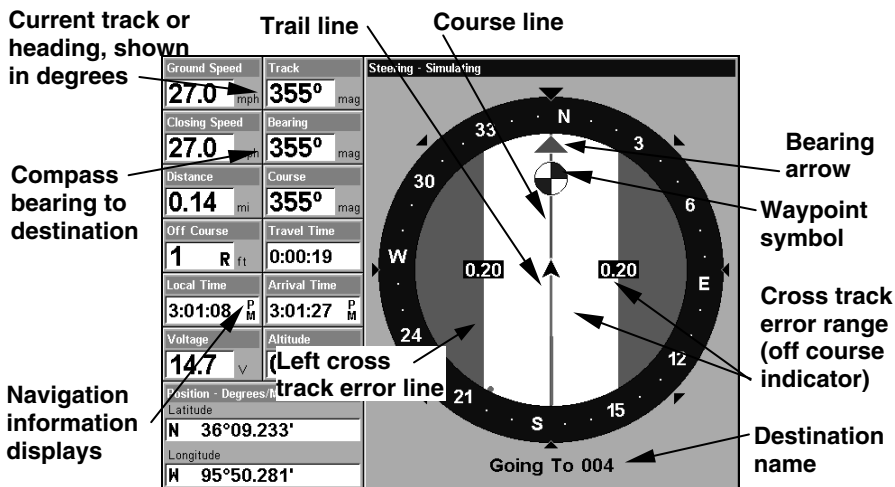 Current track or
heading, shown
in degrees
Trail line
Course line
Ground Speed
27.0 mph
Track
355º mag
Closing Speed
27.0
Bearing
355º mag
Distance
0.14 mi
Course
355º mag
Off Course
1 R ft
Travel Time
0:00:19
Local Time
3:01:08 PM
Arrival Time
3:01:27 PM
Voltage
14.7 V
Altitude
Position - Degrees/M
Latitude
N 36°09.233'
Longitude
W 95°50.281'
Steering - Simulating
N
3
6
E
12
15
S
21
24
W
30
33
0.20
0.20
Going To 004
Compass
bearing to
destination
Navigation
information
displays
Left cross
track error line
Bearing
arrow
Waypoint
symbol
Cross track
error range
(off course
indicator)
Destination
name